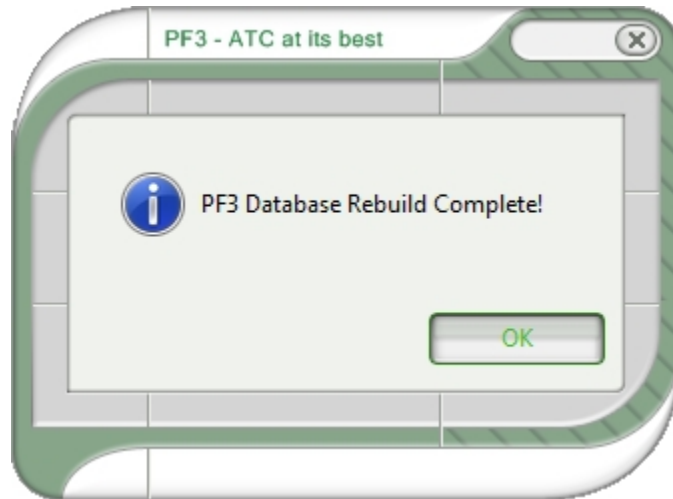 PF3 - ATC at its best
PF3 Database Rebuild Complete!
OK